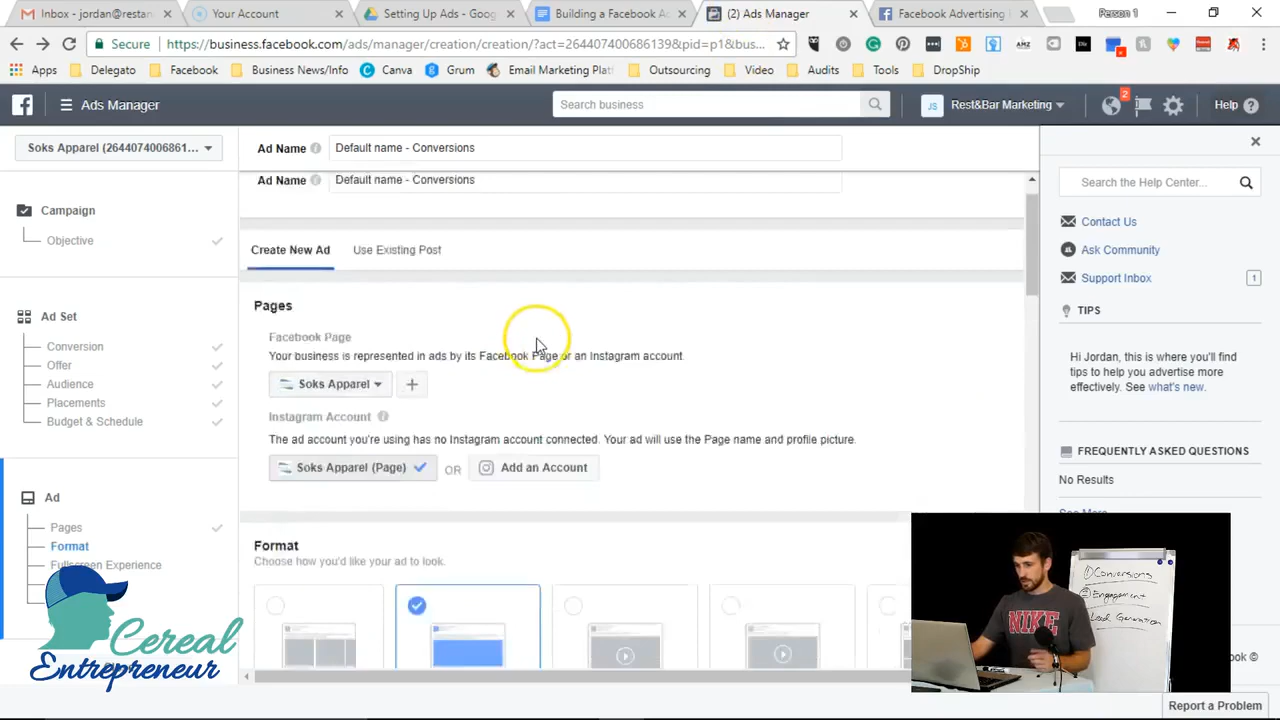 Inbox - jordan@restan
Your Account
Setting Up Ads - Goog
Building a Facebook Ac
(2) Ads Manager
Facebook Advertising
Person 1
Secure
https://business.facebook.com/ads/manager/creation/creation/?act=264407400686139&pid=p1&bus...
Apps
Delegato
Facebook
Business News/Info
Canva
Grum
Email Marketing Platf
Outsourcing
Video
Audits
Tools
DropShip
Ads Manager
Search business
JS
Rest&Bar Marketing
2
Help
Soks Apparel (2644074006861...
Ad Name
Default name - Conversions
Ad Name
Default name - Conversions
Campaign
Objective
Ad Set
Conversion
Offer
Audience
Placements
Budget & Schedule
Ad
Pages
Format
Fullscreen Experience
Create New Ad
Use Existing Post
Pages
Facebook Page
Your business is represented in ads by its Facebook Page or an Instagram account.
Soks Apparel
Instagram Account
The ad account you're using has no Instagram account connected. Your ad will use the Page name and profile picture.
Soks Apparel (Page)
OR
Add an Account
Format
Choose how you'd like your ad to look.
Search the Help Center...
Contact Us
Ask Community
Support Inbox
1
TIPS
Hi Jordan, this is where you'll find
tips to help you advertise more
effectively. See what's new.
FREQUENTLY ASKED QUESTIONS
No Results
See More
① Conversions
② Engagement
Lead Generation
NIKE
Cereal
Entrepreneur
Report a Problem